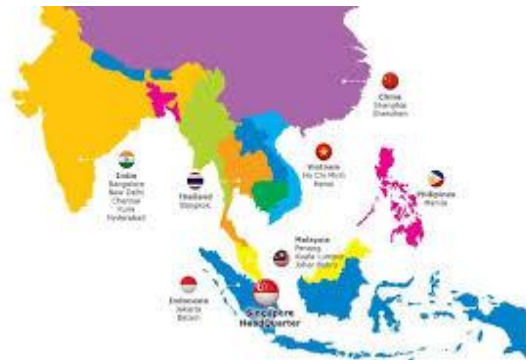 China
Shanghai
Shenzhen
India
Bangalore
New Delhi
Chennai
Pune
Hyderabad
Thailand
Bangkok
Vietnam
Ho Chi Minh
Hanoi
Philippines
Manila
Malaysia
Penang
Kuala Lumpur
Johor Bahru
Indonesia
Jakarta
Batam
Singapore
HeadQuarter